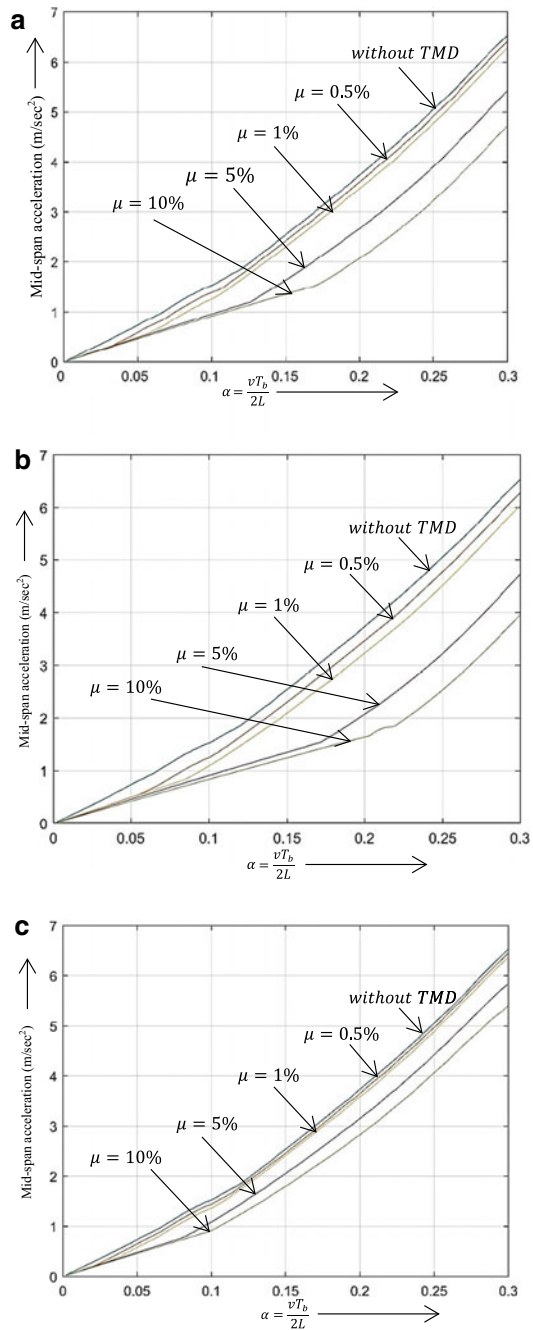 a
7
6
5
4
3
2
1
0
Mid-span acceleration (m/sec²)
without TMD
μ = 0.5%
μ = 1%
μ = 5%
μ = 10%
0 0.05 0.1 0.15 0.2 0.25 0.3
α = vT_b/2L
b
7
6
5
4
3
2
1
0
Mid-span acceleration (m/sec²)
without TMD
μ = 0.5%
μ = 1%
μ = 5%
μ = 10%
0 0.05 0.1 0.15 0.2 0.25 0.3
α = vT_b/2L
c
7
6
5
4
3
2
1
0
Mid-span acceleration (m/sec²)
without TMD
μ = 0.5%
μ = 1%
μ = 5%
μ = 10%
0 0.05 0.1 0.15 0.2 0.25 0.3
α = vT_b/2L